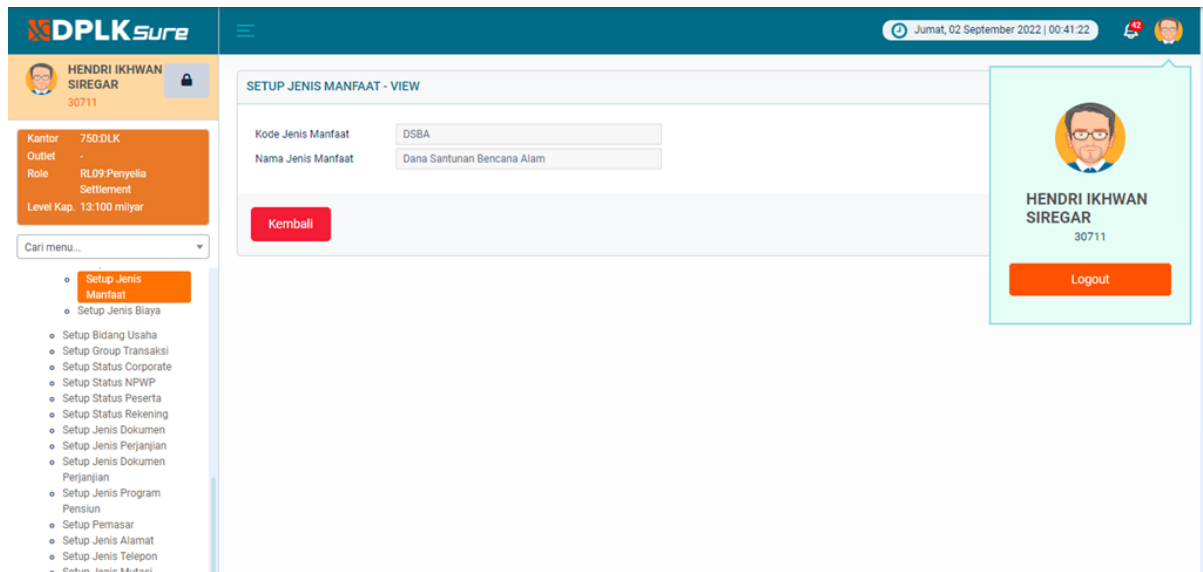 DPLKSure
Jumat, 02 September 2022 | 00:41:22
42
HENDRI IKHWAN
SIREGAR
30711
Kantor 750:DLK
Outlet -
Role RL09:Penyelia
Settlement
Level Kap. 13:100 milyar
Cari menu...
Setup Jenis
Manfaat
Setup Jenis Biaya
Setup Bidang Usaha
Setup Group Transaksi
Setup Status Corporate
Setup Status NPWP
Setup Status Peserta
Setup Status Rekening
Setup Jenis Dokumen
Setup Jenis Perjanjian
Setup Jenis Dokumen
Perjanjian
Setup Jenis Program
Pensiun
Setup Pemasar
Setup Jenis Alamat
Setup Jenis Telepon
Setup Jenis Mutasi
SETUP JENIS MANFAAT - VIEW
Kode Jenis Manfaat DSBA
Nama Jenis Manfaat Dana Santunan Bencana Alam
Kembali
HENDRI IKHWAN
SIREGAR
30711
Logout